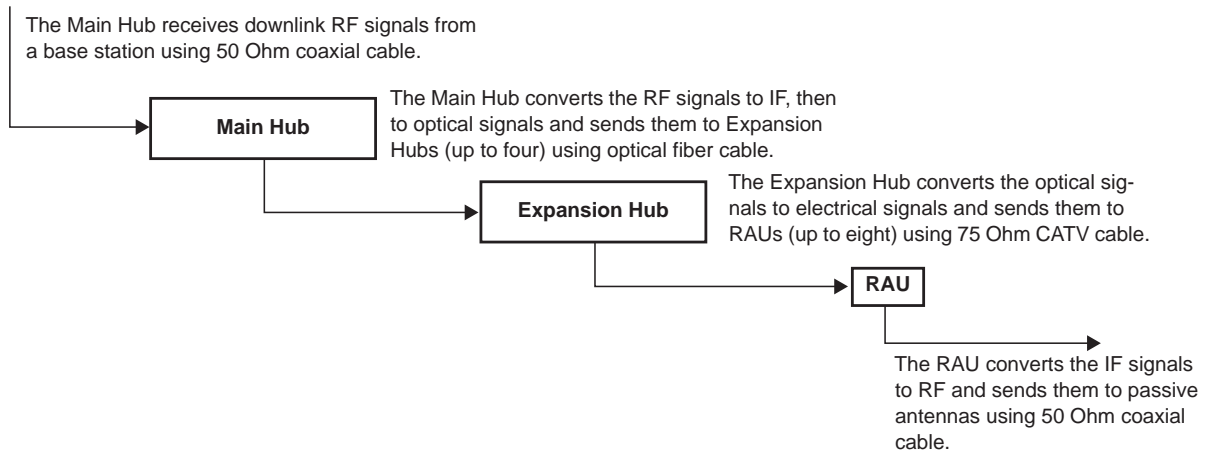 The Main Hub receives downlink RF signals from
a base station using 50 Ohm coaxial cable.
Main Hub
The Main Hub converts the RF signals to IF, then
to optical signals and sends them to Expansion
Hubs (up to four) using optical fiber cable.
Expansion Hub
The Expansion Hub converts the optical sig-
nals to electrical signals and sends them to
RAUs (up to eight) using 75 Ohm CATV cable.
RAU
The RAU converts the IF signals
to RF and sends them to passive
antennas using 50 Ohm coaxial
cable.